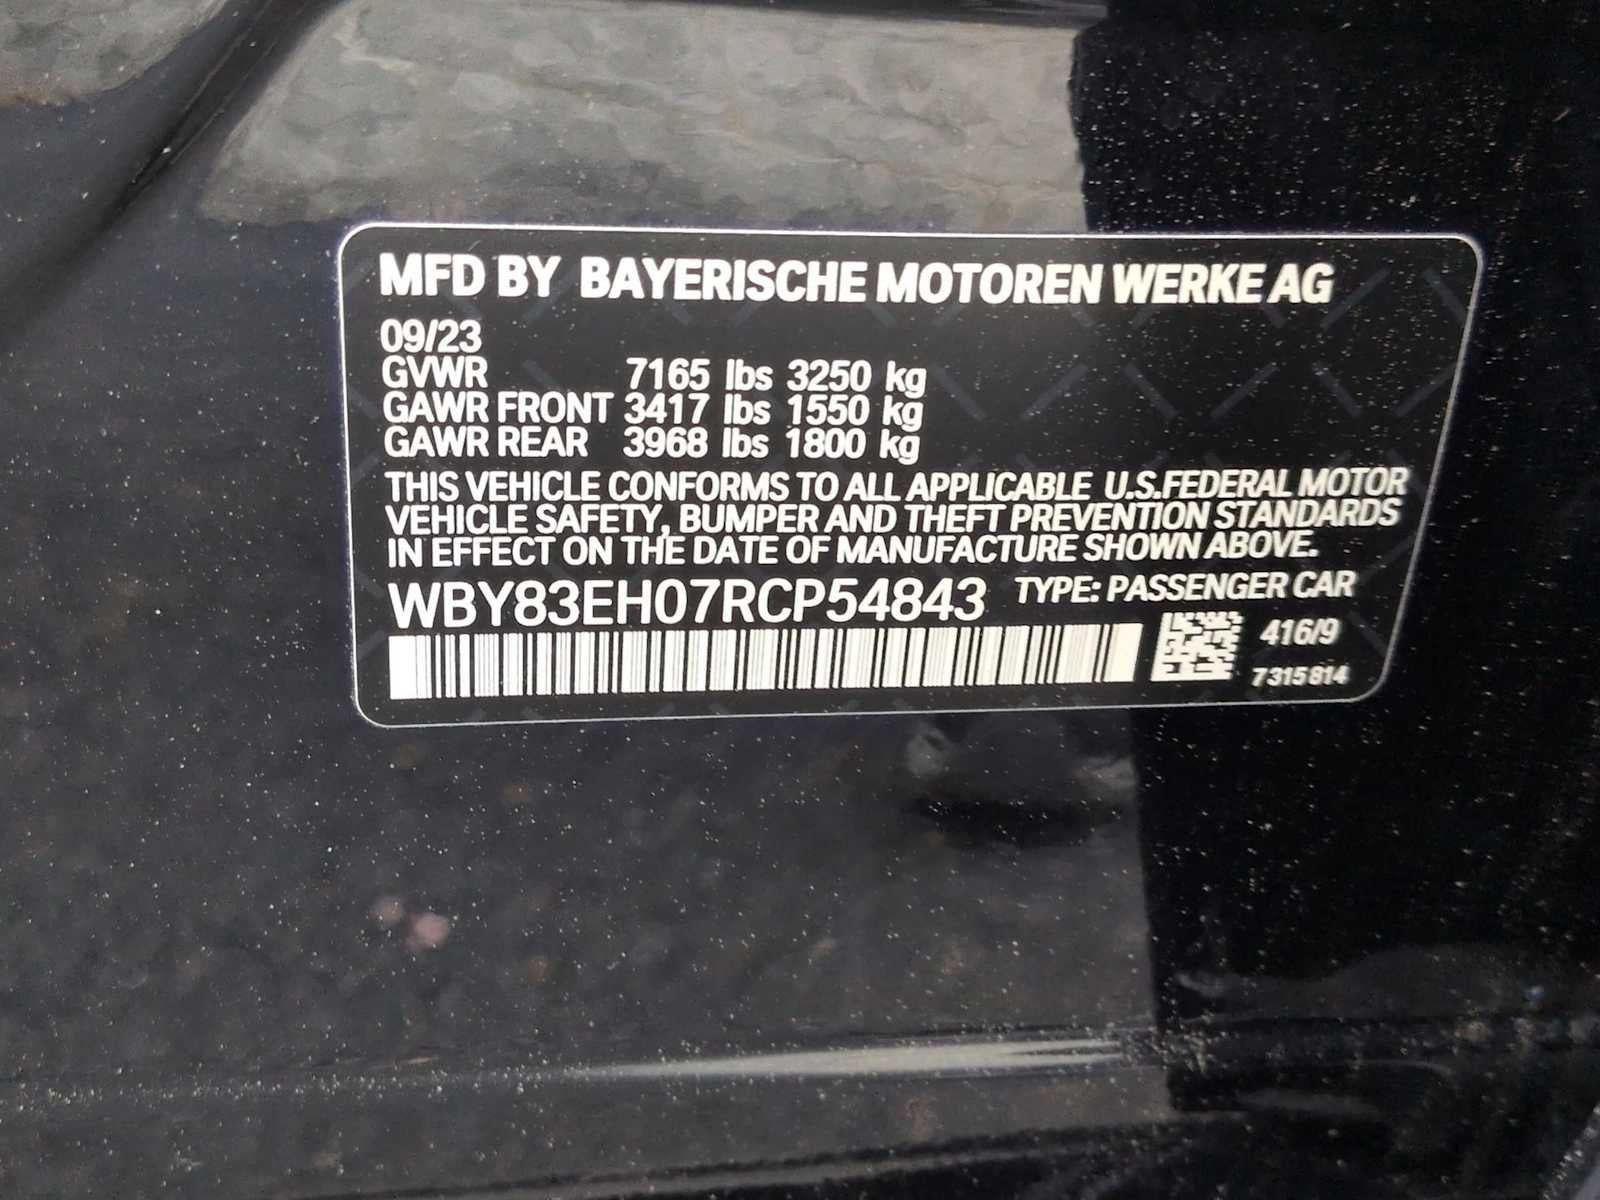 MFD BY BAYERISCHE MOTOREN WERKE AG
09/23
GVWR 7165 lbs 3250 kg
GAWR FRONT 3417 lbs 1550 kg
GAWR REAR 3968 lbs 1800 kg
THIS VEHICLE CONFORMS TO ALL APPLICABLE U.S.FEDERAL MOTOR
VEHICLE SAFETY, BUMPER AND THEFT PREVENTION STANDARDS
IN EFFECT ON THE DATE OF MANUFACTURE SHOWN ABOVE.
WBY83EH07RCP54843 TYPE: PASSENGER CAR
416/9
7315814